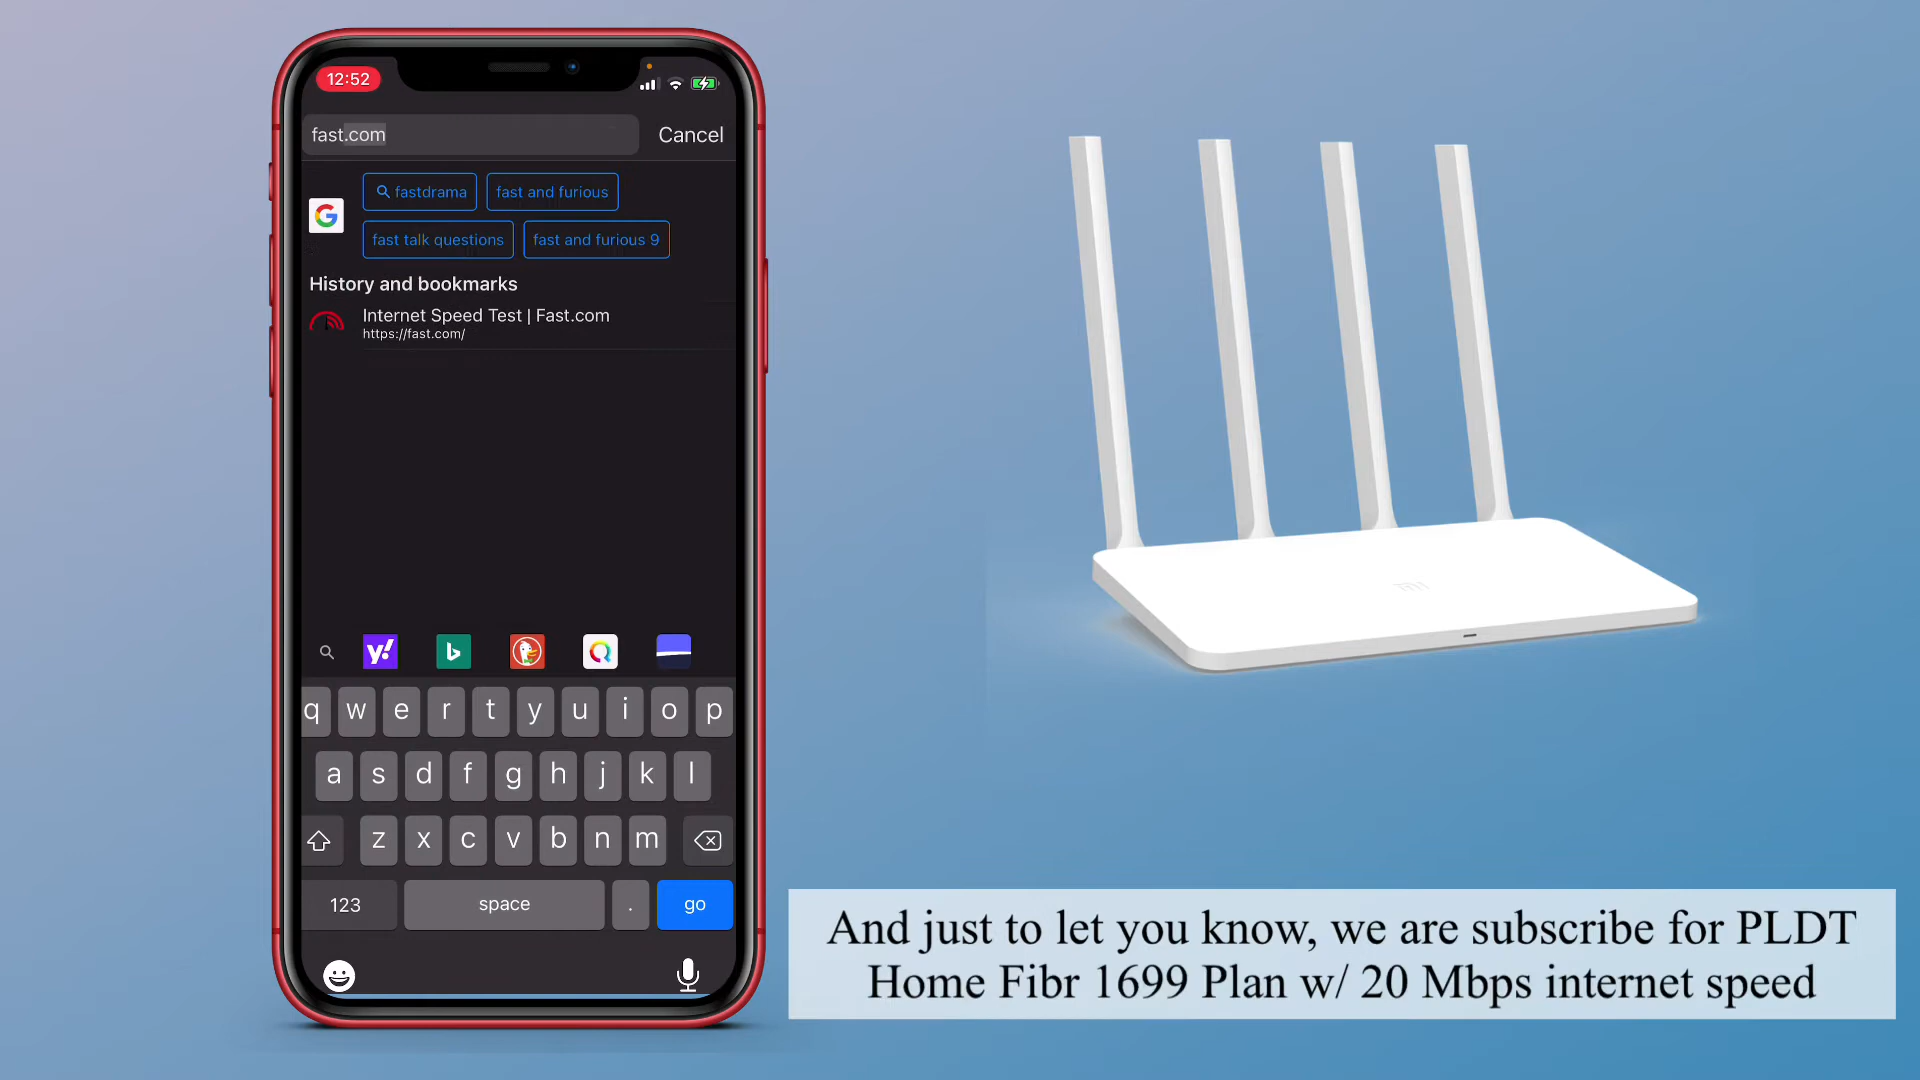 12:52
fast.com
Cancel
fastdrama
fast and furious
fast talk questions
fast and furious 9
History and bookmarks
Internet Speed Test | Fast.com
https://fast.com/
q w e r t y u i o p
a s d f g h j k l
z x c v b n m
123 space . go
And just to let you know, we are subscribe for PLDT
Home Fibr 1699 Plan w/ 20 Mbps internet speed